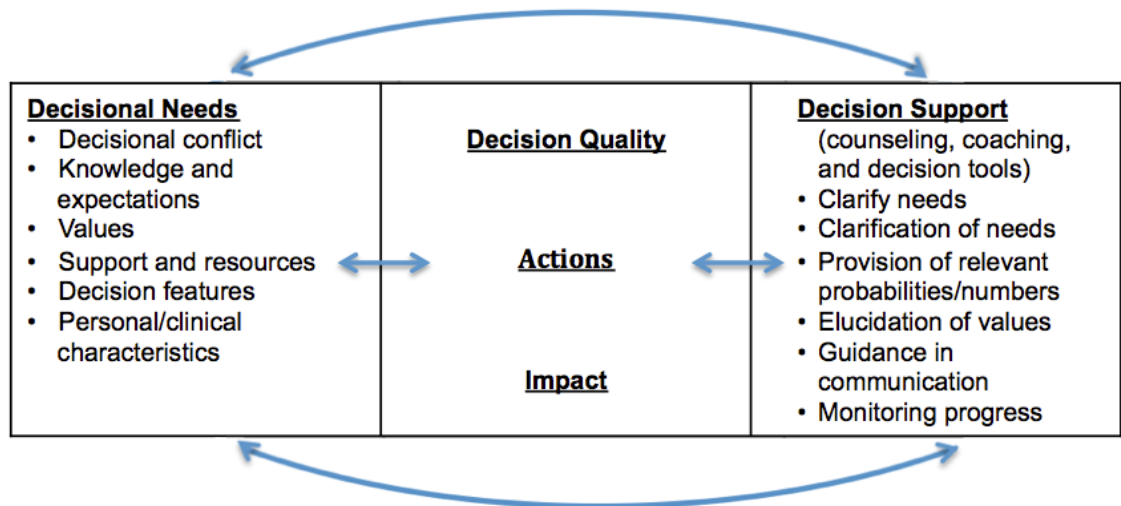 Decisional Needs
• Decisional conflict
• Knowledge and
expectations
• Values
• Support and resources
• Decision features
• Personal/clinical
characteristics
Decision Quality
Actions
Impact
Decision Support
(counseling, coaching,
and decision tools)
• Clarify needs
• Clarification of needs
• Provision of relevant
probabilities/numbers
• Elucidation of values
• Guidance in
communication
• Monitoring progress